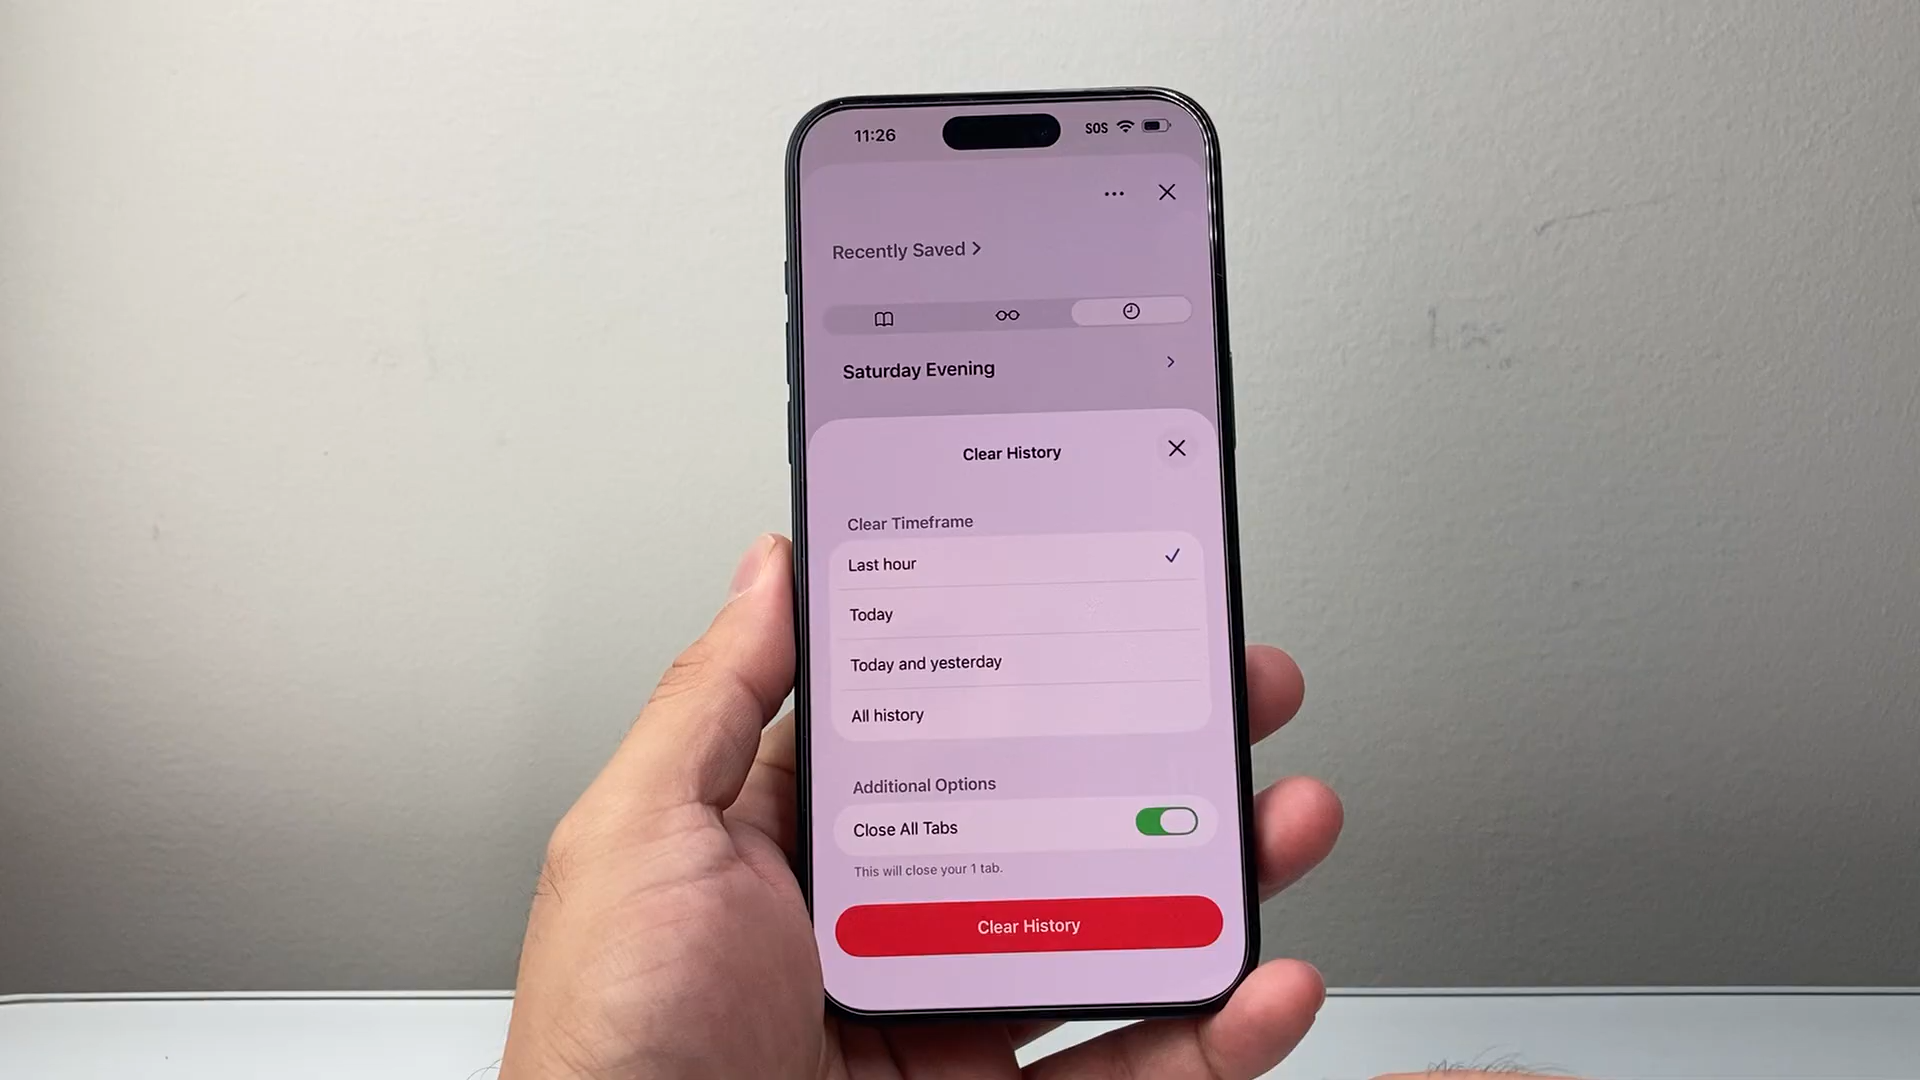 11:26 SOS
Recently Saved
Saturday Evening
Clear History
Clear Timeframe
Last hour
Today
Today and yesterday
All history
Additional Options
Close All Tabs
This will close your 1 tab.
Clear History